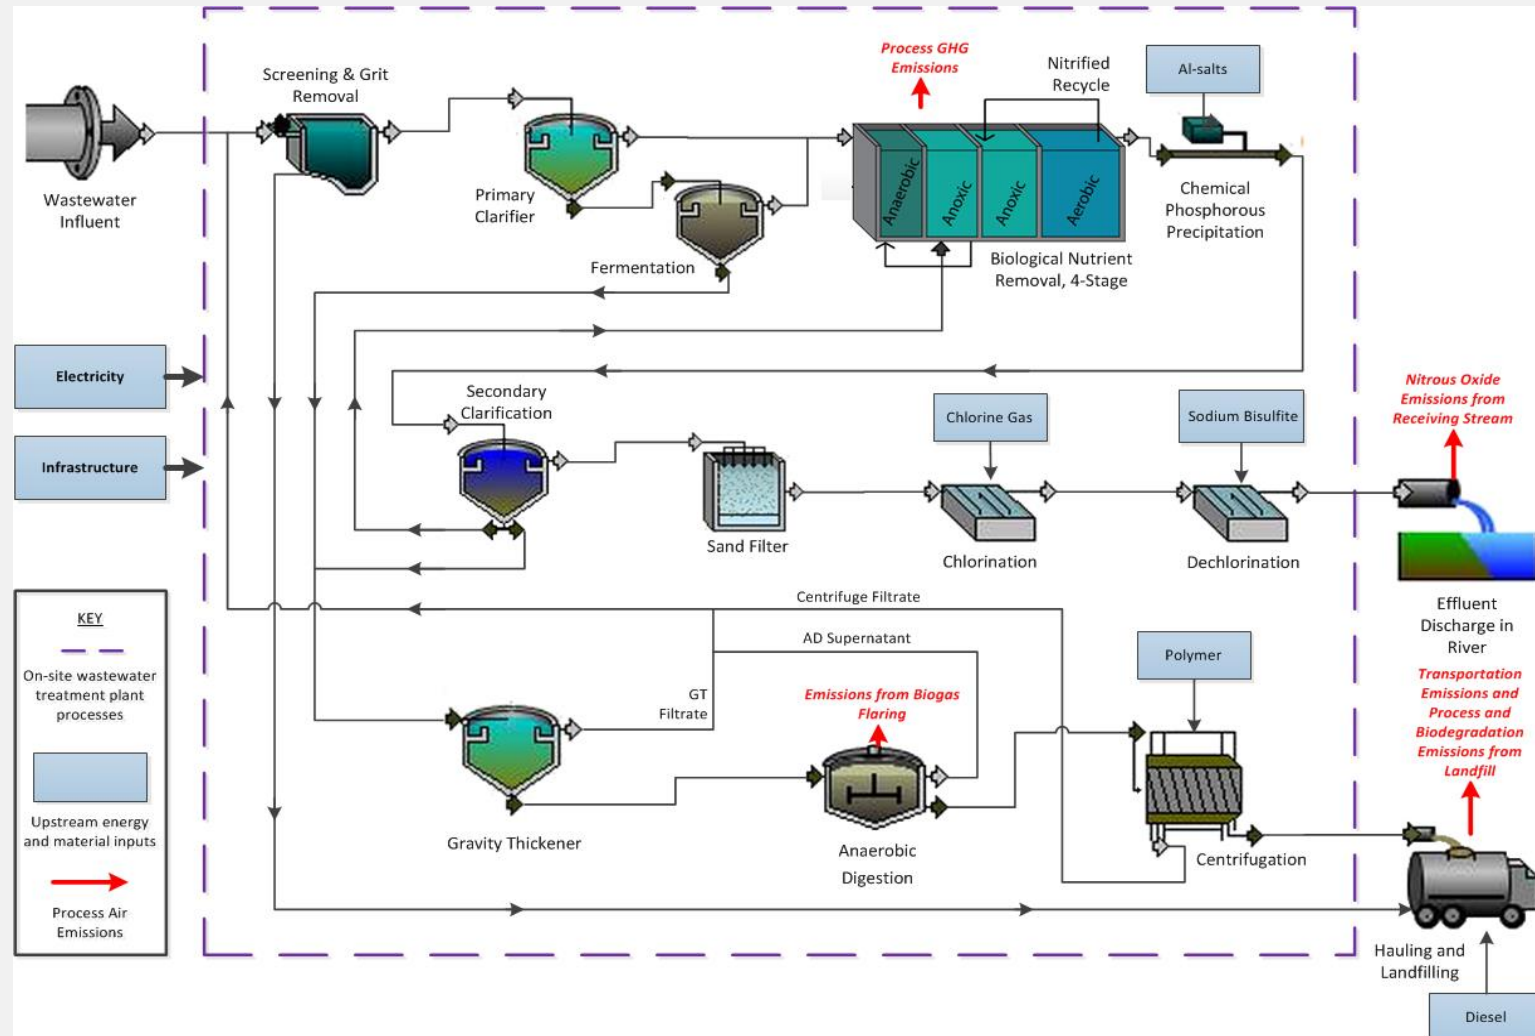 Process GHG
Emissions
Nitrified
Recycle
Al-salts
Screening & Grit
Removal
Wastewater
Influent
Primary
Clarifier
Fermentation
Anaerobic
Anoxic
Anoxic
Aerobic
Biological Nutrient
Removal, 4-Stage
Chemical
Phosphorous
Precipitation
Electricity
Infrastructure
Secondary
Clarification
Chlorine Gas
Sodium Bisulfite
Nitrous Oxide
Emissions from
Receiving Stream
Sand Filter
Chlorination
Dechlorination
Effluent
Discharge in
River
Centrifuge Filtrate
AD Supernatant
GT
Filtrate
Emissions from Biogas
Flaring
Polymer
Transportation
Emissions and
Process and
Biodegradation
Emissions from
Landfill
Gravity Thickener
Anaerobic
Digestion
Centrifugation
Hauling and
Landfilling
Diesel
KEY
On-site wastewater
treatment plant
processes
Upstream energy
and material inputs
Process Air
Emissions